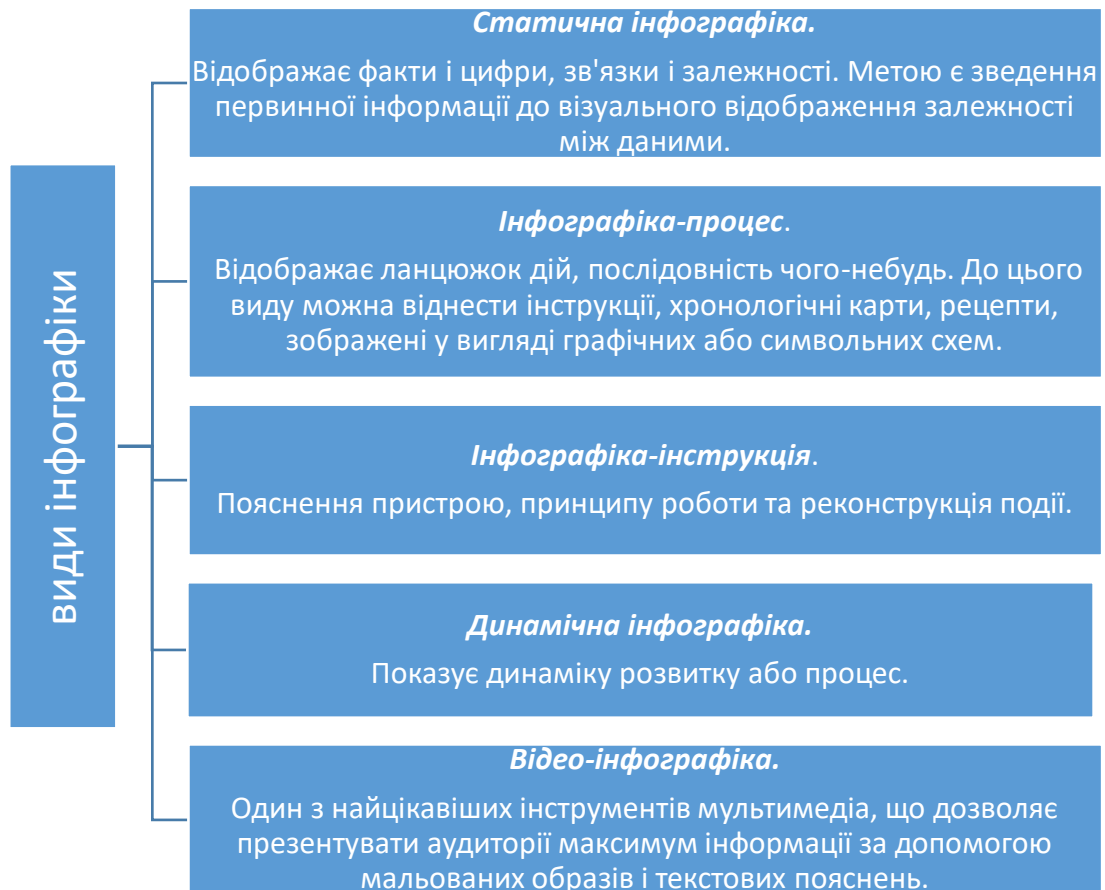 види інфографіки
Статична інфографіка.
Відображає факти і цифри, зв'язки і залежності. Метою є зведення
первинної інформації до візуального відображення залежності
між даними.
Інфографіка-процес.
Відображає ланцюжок дій, послідовність чого-небудь. До цього
виду можна віднести інструкції, хронологічні карти, рецепти,
зображені у вигляді графічних або символьних схем.
Інфографіка-інструкція.
Пояснення пристрою, принципу роботи та реконструкція події.
Динамічна інфографіка.
Показує динаміку розвитку або процес.
Відео-інфографіка.
Один з найцікавіших інструментів мультимедіа, що дозволяє
презентувати аудиторії максимум інформації за допомогою
мальованих образів і текстових пояснень.